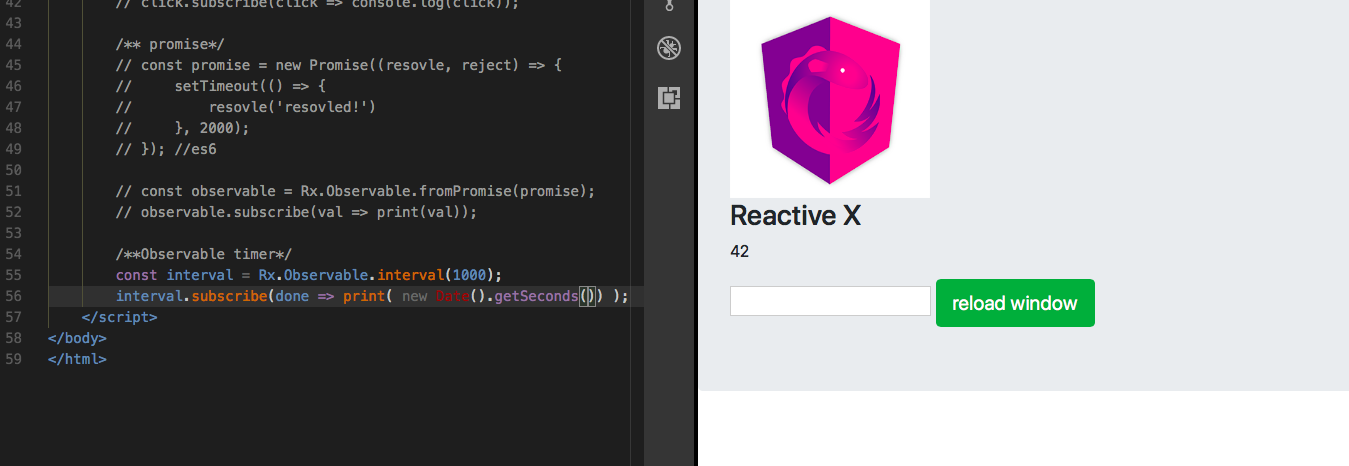 42 // click.subscribe(click => console.log(click));
43
44 /** promise*/
45 // const promise = new Promise((resovle, reject) => {
46 //     setTimeout(() => {
47 //         resovle('resovled!')
48 //     }, 2000);
49 // }); //es6
50
51 // const observable = Rx.Observable.fromPromise(promise);
52 // observable.subscribe(val => print(val));
53
54 /**Observable timer*/
55 const interval = Rx.Observable.interval(1000);
56 interval.subscribe(done => print( new Date().getSeconds()) );
57 </script>
58 </body>
59 </html>
Reactive X
42
reload window